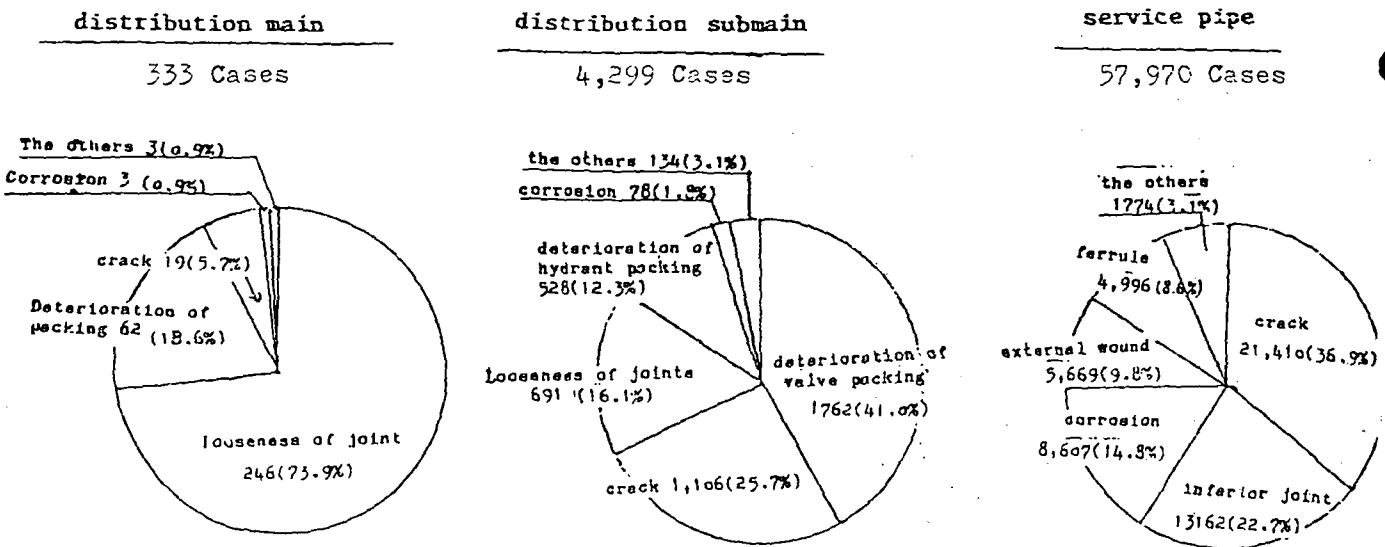 distribution main
333 Cases
The others 3(0.9%)
Corrosion 3 (0.9%)
crack 19(5.7%)
Deterioration of
packing 62 (18.6%)
looseness of joint
246(73.9%)
distribution submain
4,299 Cases
the others 134(3.1%)
corrosion 78(1.8%)
deterioration of
hydrant packing
528(12.3%)
Looseness of joints
691 (16.1%)
deterioration of
valve packing
1762(41.0%)
crack 1,106(25.7%)
service pipe
57,970 Cases
the others
1774(3.1%)
ferrule
4,996(8.6%)
external wound
5,669(9.8%)
corrosion
8,607(14.8%)
crack
21,410(36.9%)
inferior joint
13162(22.7%)